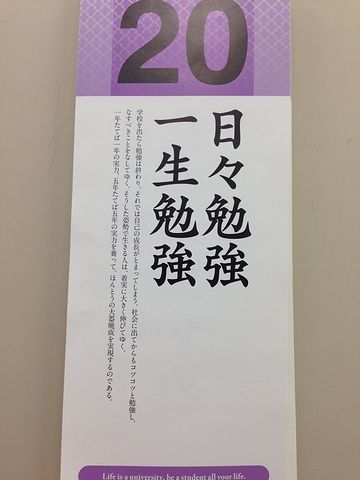 20
日々勉強
一生勉強
学校を出たら勉強は終わり。それでは自己の成長がとまってしまう。社会に出てからもコツコツと勉強し、
なすべきことをなしてゆく。そうした姿勢で生きる人は、着実に大きく伸びてゆく。
一年たてば一年の実力、五年たてば五年の実力を養って、ほんとうの大器晩成を実現するのである。
Life is a university, be a student all your life.